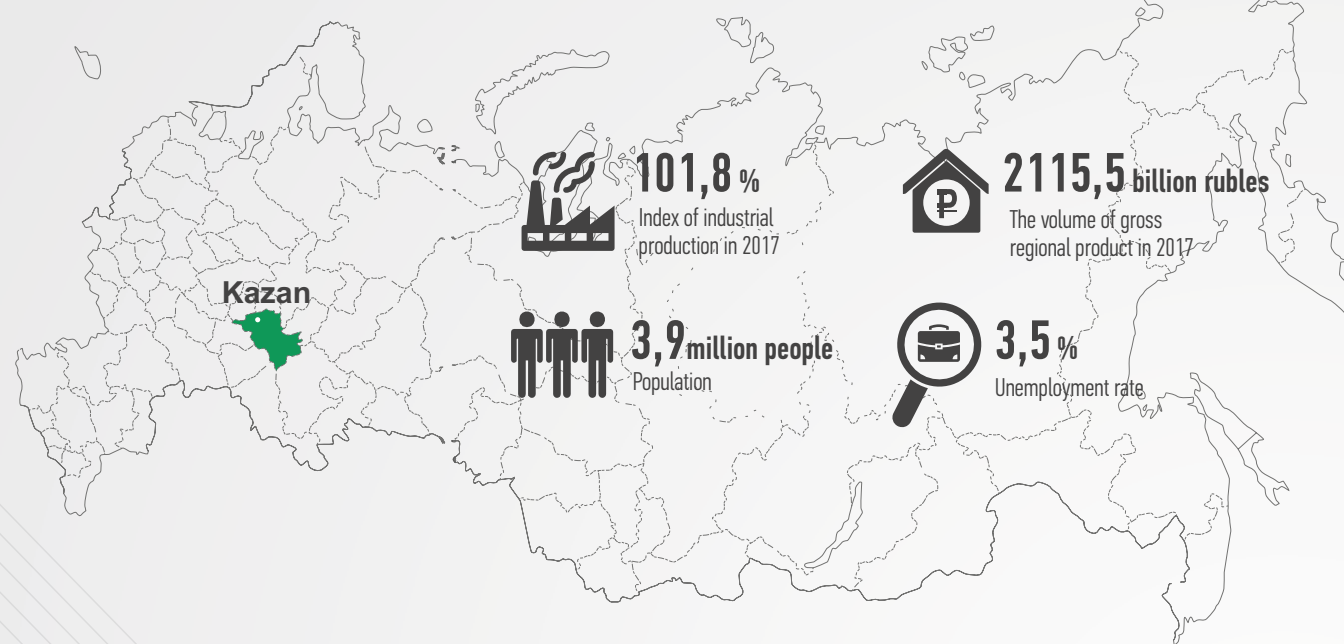 101,8 %
Index of industrial
production in 2017
2115,5 billion rubles
The volume of gross
regional product in 2017
Kazan
3,9 million people
Population
3,5 %
Unemployment rate